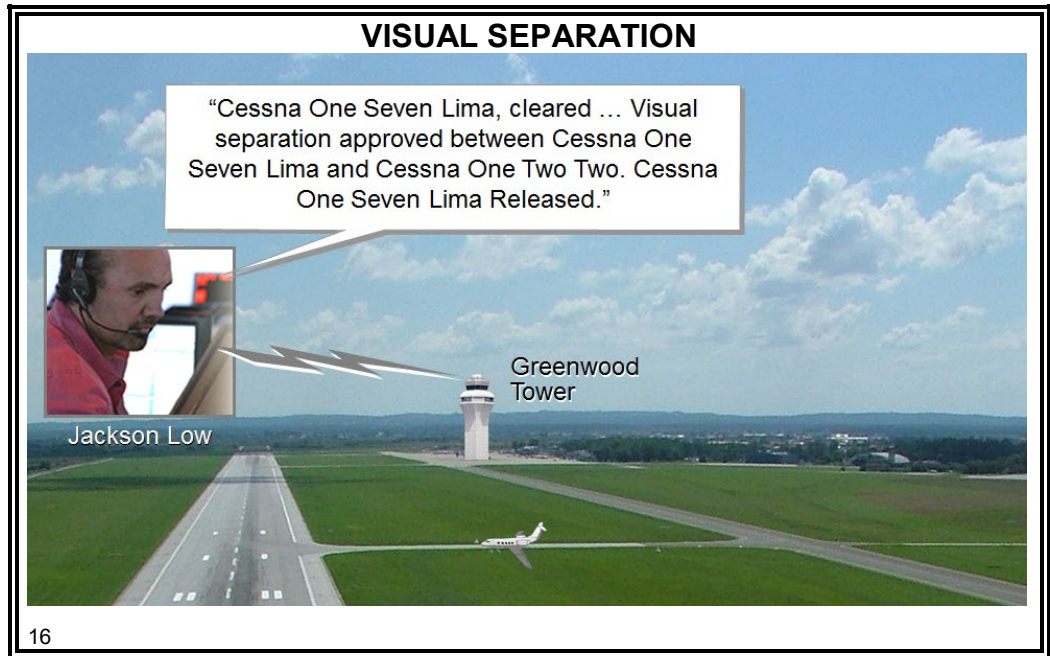 VISUAL SEPARATION
“Cessna One Seven Lima, cleared … Visual
separation approved between Cessna One
Seven Lima and Cessna One Two Two. Cessna
One Seven Lima Released.”
Greenwood
Tower
Jackson Low
16